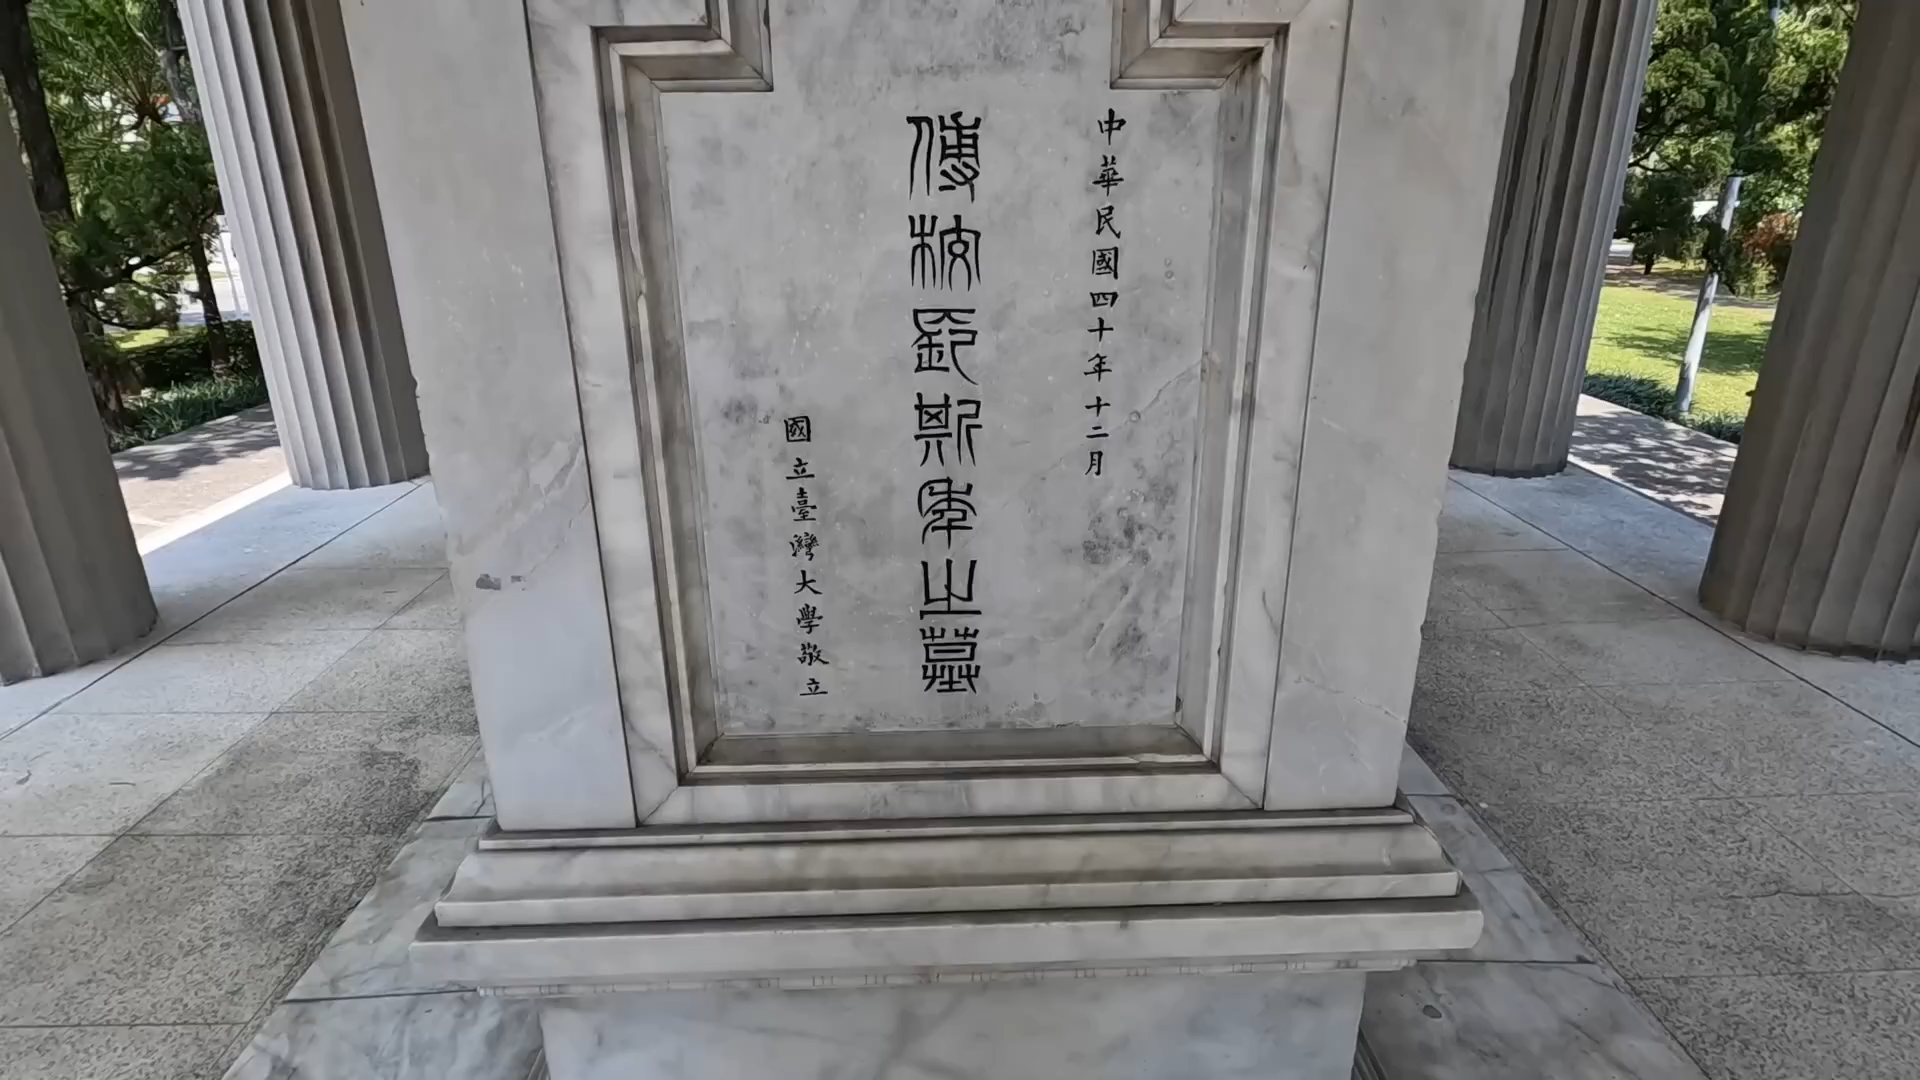 中華民國四十年十二月
傅校長斯年之墓
國立臺灣大學敬立